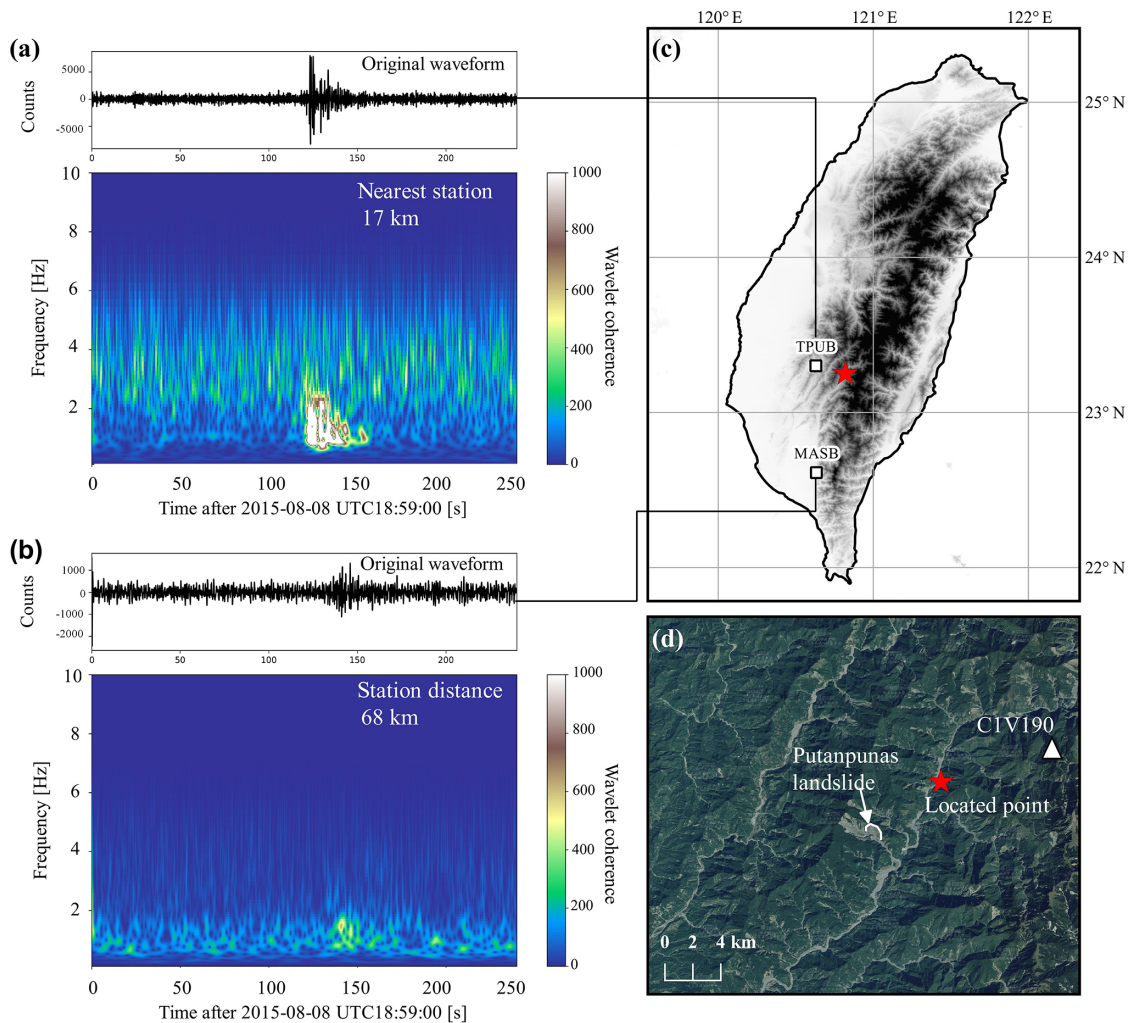 (a)
Original waveform
Counts
5000
0
-5000
0 50 100 150 200
Nearest station
17 km
Frequency [Hz]
10
8
6
4
2
0 50 100 150 200 250
Time after 2015-08-08 UTC18:59:00 [s]
1000
800
600
400
200
0
Wavelet coherence
(b)
Original waveform
Counts
1000
0
-1000
-2000
0 50 100 150 200
Station distance
68 km
Frequency [Hz]
10
8
6
4
2
0 50 100 150 200 250
Time after 2015-08-08 UTC18:59:00 [s]
1000
800
600
400
200
0
Wavelet coherence
120° E 121° E 122° E
(c)
25° N
24° N
23° N
22° N
TPUB
MASB
(d)
C1V190
Putanpunas
landslide
Located point
0 2 4 km